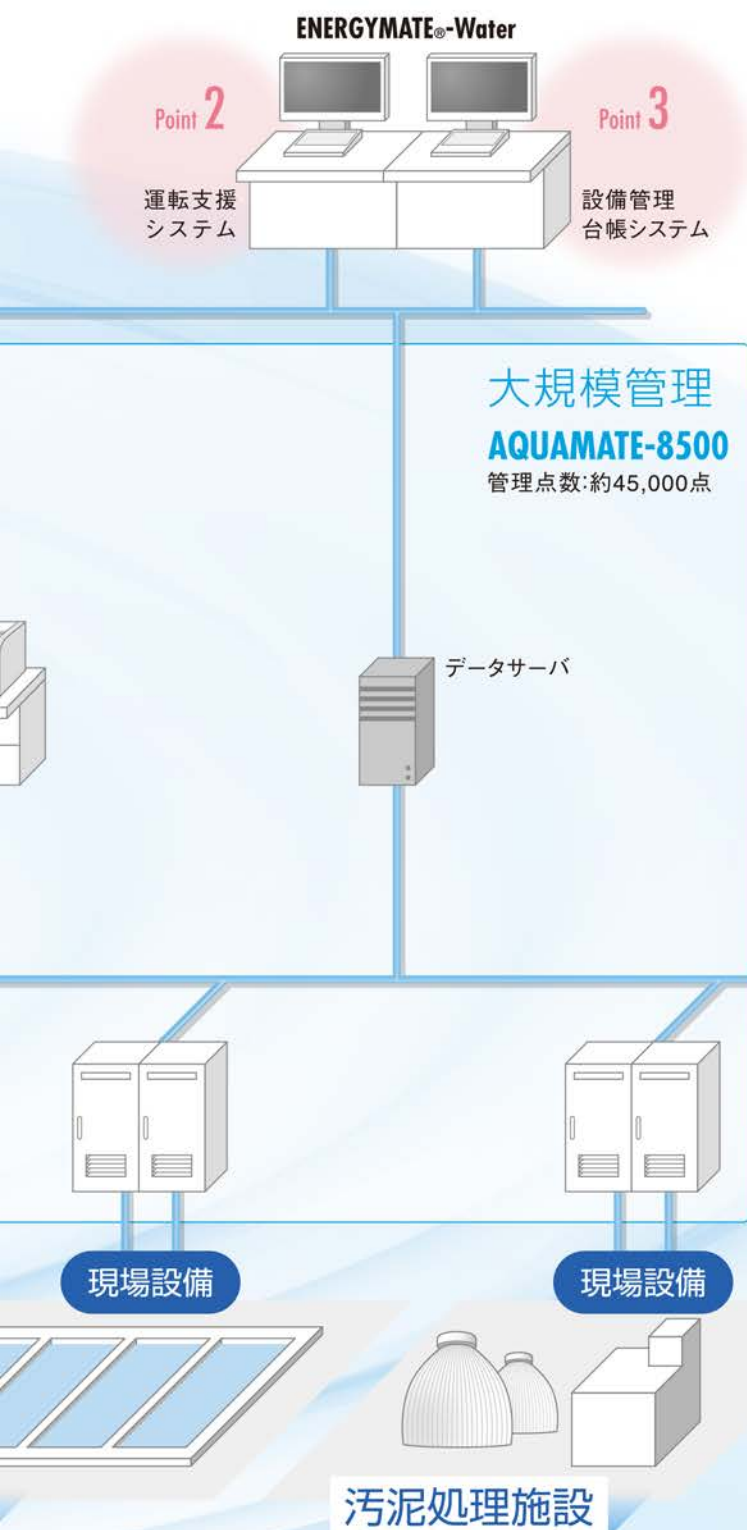 ENERGYMATE®-Water
Point 2
Point 3
運転支援
システム
設備管理
台帳システム
大規模管理
AQUAMATE-8500
管理点数:約45,000点
データサーバ
現場設備
現場設備
汚泥処理施設